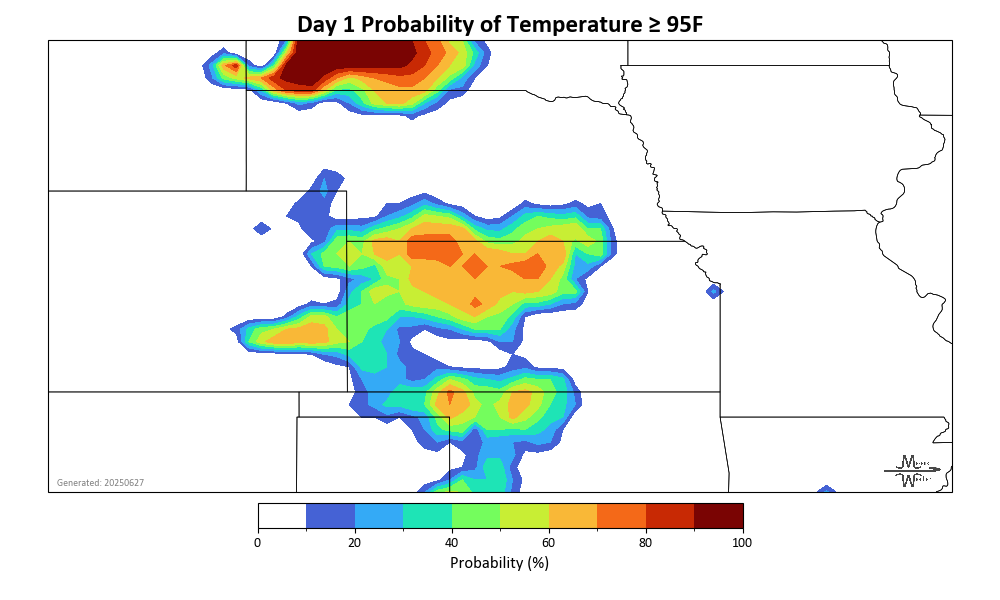 Day 1 Probability of Temperature ≥ 95F
Generated: 20250627
0 20 40 60 80 100
Probability (%)